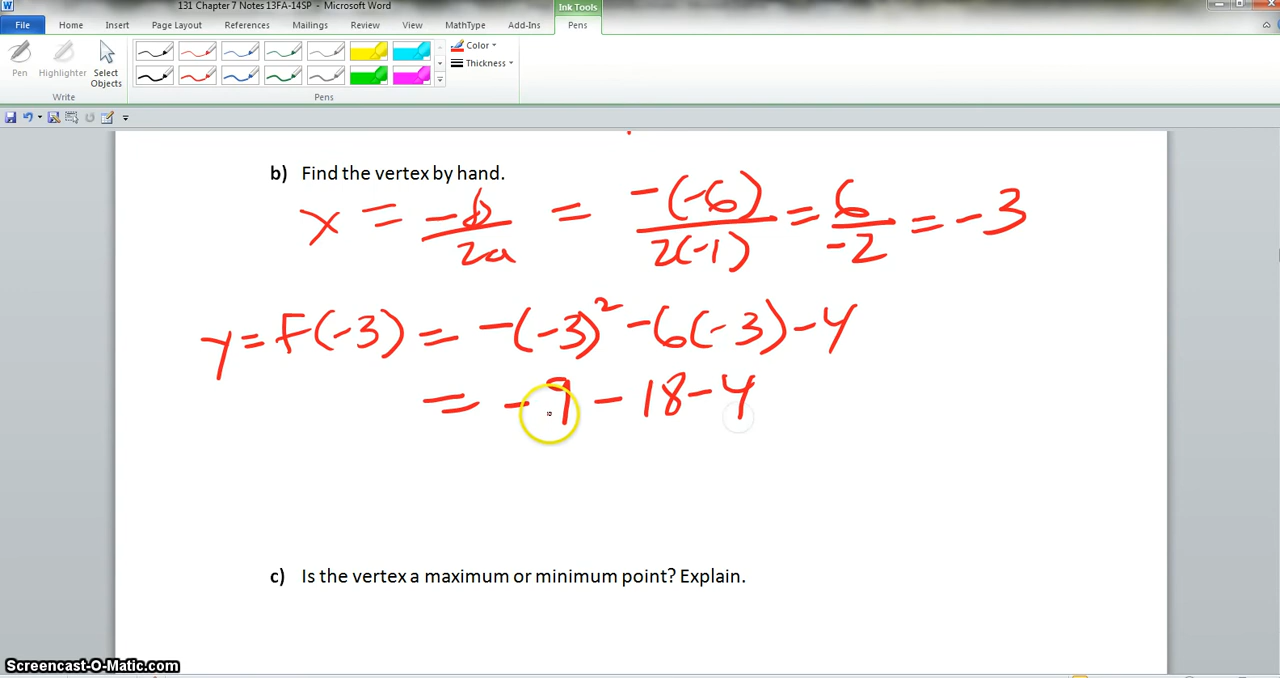 131 Chapter 7 Notes 13FA-14SP - Microsoft Word
Ink Tools
File Home Insert Page Layout References Mailings Review View MathType Add-Ins Pens
Pen Highlighter Select Objects
Color
Thickness
Write Pens
b) Find the vertex by hand.
x = -b/2a = -(-6)/2(-1) = 6/-2 = -3
y = F(-3) = -(-3)² - 6(-3) - 4
= -9 - 18 - 4
c) Is the vertex a maximum or minimum point? Explain.
Screencast-O-Matic.com